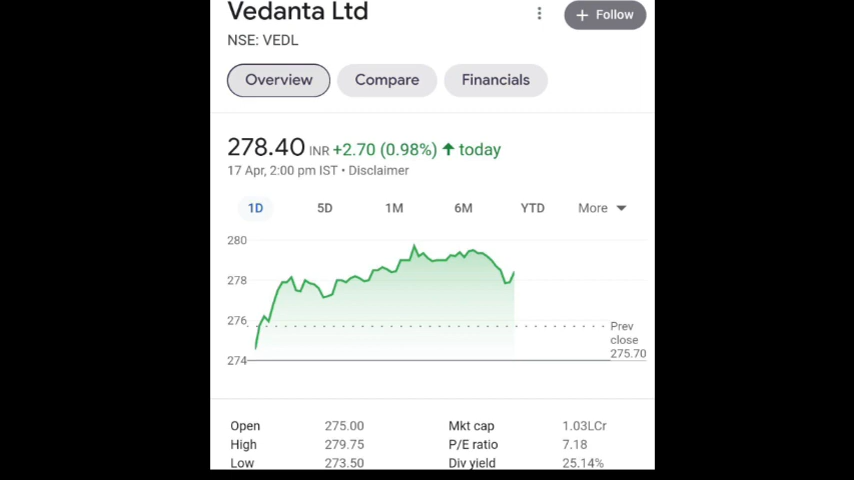 Vedanta Ltd
+ Follow
NSE: VEDL
Overview Compare Financials
278.40 INR +2.70 (0.98%) ↑ today
17 Apr, 2:00 pm IST • Disclaimer
1D 5D 1M 6M YTD More
280
278
276
274
Prev
close
275.70
Open 275.00 Mkt cap 1.03LCr
High 279.75 P/E ratio 7.18
Low 273.50 Div yield 25.14%